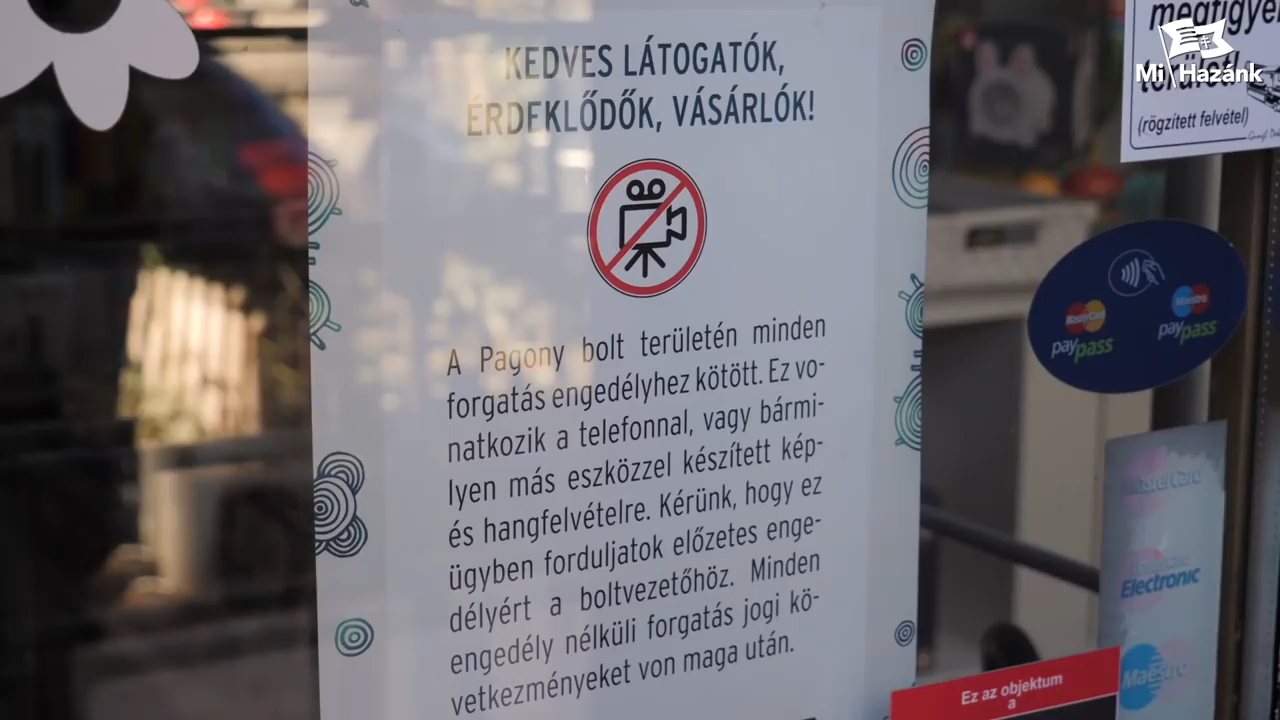 KEDVES LÁTOGATÓK,
ÉRDEKLŐDŐK, VÁSÁRLÓK!
A Pagony bolt területén minden
forgatás engedélyhez kötött. Ez vo-
natkozik a telefonnal, vagy bármi-
lyen más eszközzel készített kép-
és hangfelvételre. Kérünk, hogy ez
ügyben forduljatok előzetes enge-
délyért a boltvezetőhöz. Minden
engedély nélküli forgatás jogi kö-
vetkezményeket von maga után.
Mi Hazánk
(rögzített felvétel)
MasterCard
paypass
Maestro
paypass
MasterCard
Electronic
Maestro
Ez az objektum
a